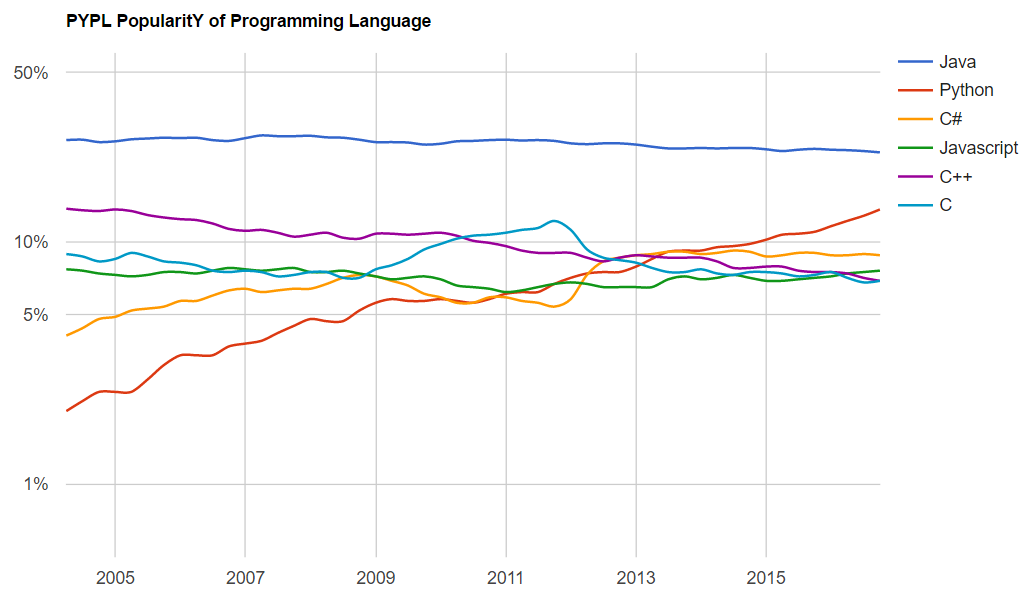 PYPL PopularitY of Programming Language
50%
10%
5%
1%
2005 2007 2009 2011 2013 2015
Java
Python
C#
Javascript
C++
C